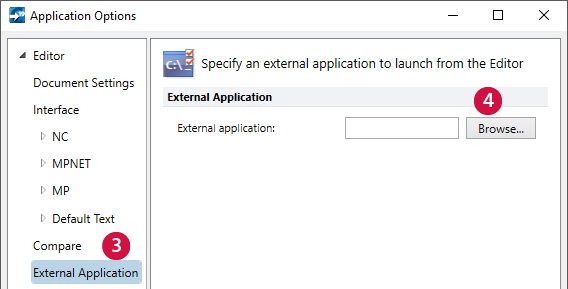 Application Options
Editor
Document Settings
Interface
NC
MPNET
MP
Default Text
Compare
3
External Application
C:\
Specify an external application to launch from the Editor
External Application
4
External application:
Browse...